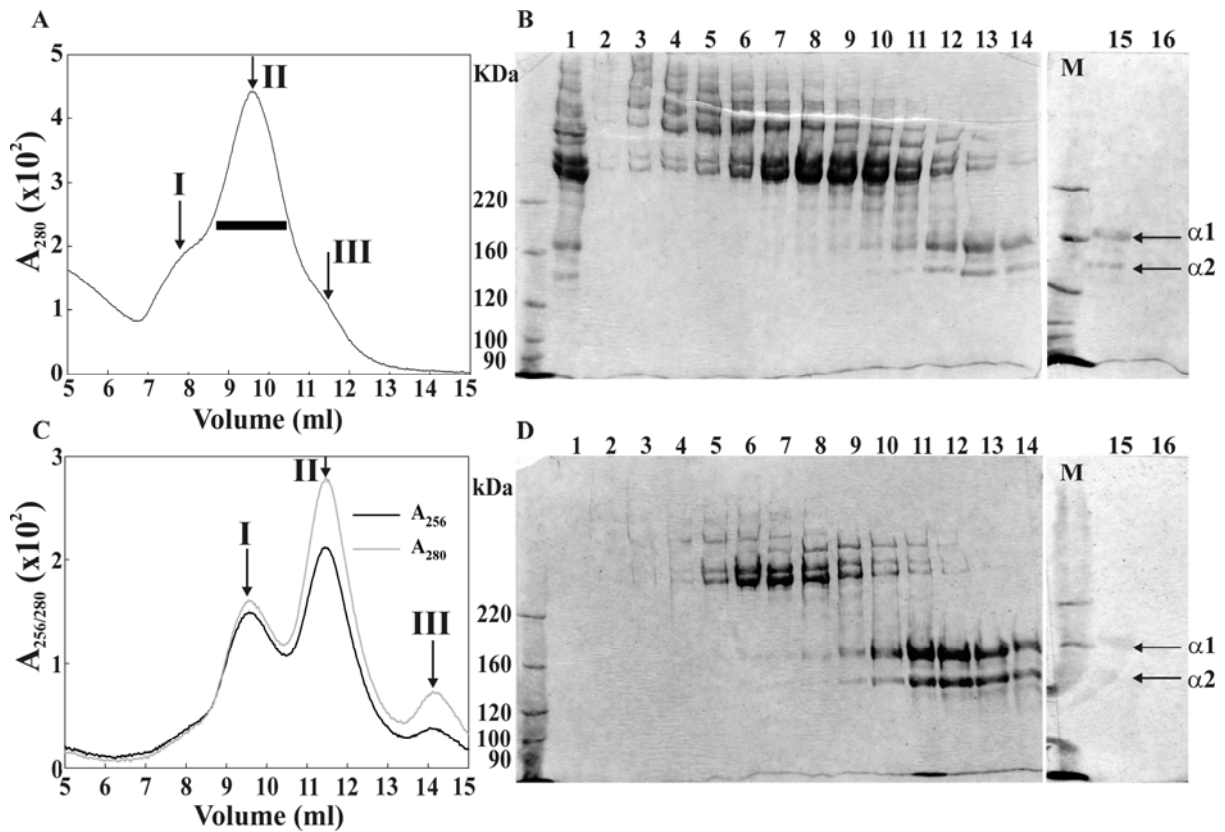 A
A280 (x10²)
5
4
3
2
1
0
I
II
III
5 6 7 8 9 10 11 12 13 14 15
Volume (ml)
B
1 2 3 4 5 6 7 8 9 10 11 12 13 14 15 16
KDa
220
160
120
100
90
M
α1
α2
C
A256/280 (x10²)
3
2
1
0
I
II
III
A256
A280
5 6 7 8 9 10 11 12 13 14 15
Volume (ml)
D
1 2 3 4 5 6 7 8 9 10 11 12 13 14 15 16
kDa
220
160
120
100
90
M
α1
α2